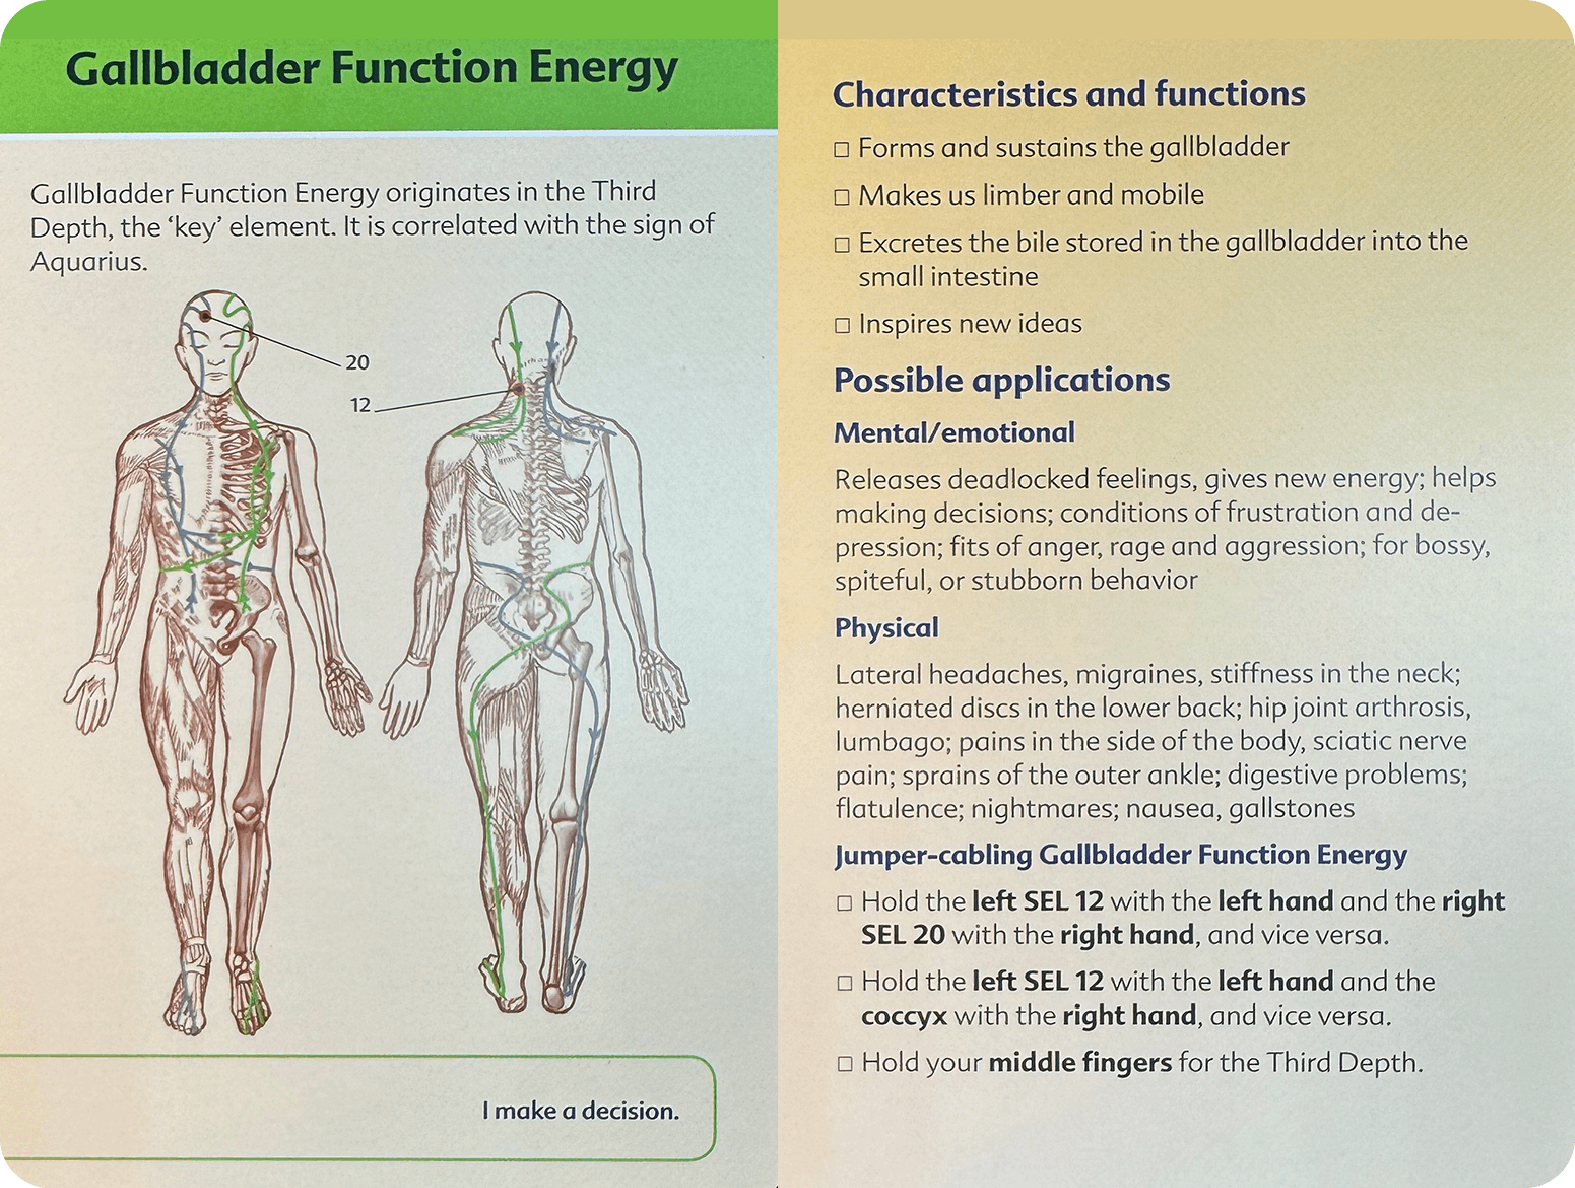 Gallbladder Function Energy
Gallbladder Function Energy originates in the Third
Depth, the ‘key’ element. It is correlated with the sign of
Aquarius.
20
12
I make a decision.
Characteristics and functions
□ Forms and sustains the gallbladder
□ Makes us limber and mobile
□ Excretes the bile stored in the gallbladder into the
small intestine
□ Inspires new ideas
Possible applications
Mental/emotional
Releases deadlocked feelings, gives new energy; helps
making decisions; conditions of frustration and de-
pression; fits of anger, rage and aggression; for bossy,
spiteful, or stubborn behavior
Physical
Lateral headaches, migraines, stiffness in the neck;
herniated discs in the lower back; hip joint arthrosis,
lumbago; pains in the side of the body, sciatic nerve
pain; sprains of the outer ankle; digestive problems;
flatulence; nightmares; nausea, gallstones
Jumper-cabling Gallbladder Function Energy
□ Hold the left SEL 12 with the left hand and the right
SEL 20 with the right hand, and vice versa.
□ Hold the left SEL 12 with the left hand and the
coccyx with the right hand, and vice versa.
□ Hold your middle fingers for the Third Depth.